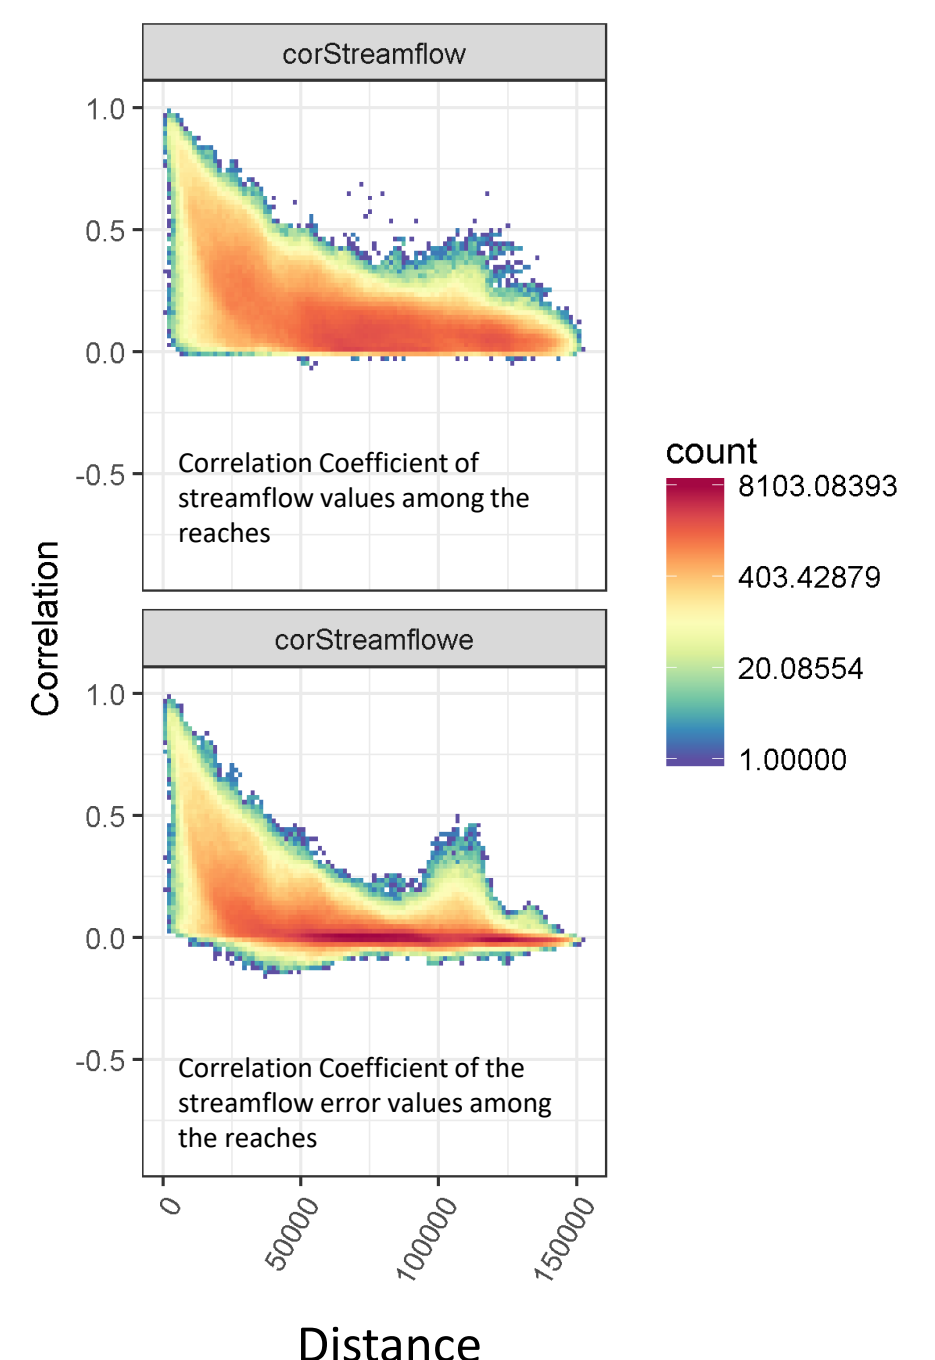 corStreamflow
1.0
0.5
0.0
-0.5
Correlation Coefficient of
streamflow values among the
reaches
Correlation
corStreamflowe
1.0
0.5
0.0
-0.5
Correlation Coefficient of the
streamflow error values among
the reaches
0
50000
100000
150000
Distance
count
8103.08393
403.42879
20.08554
1.00000